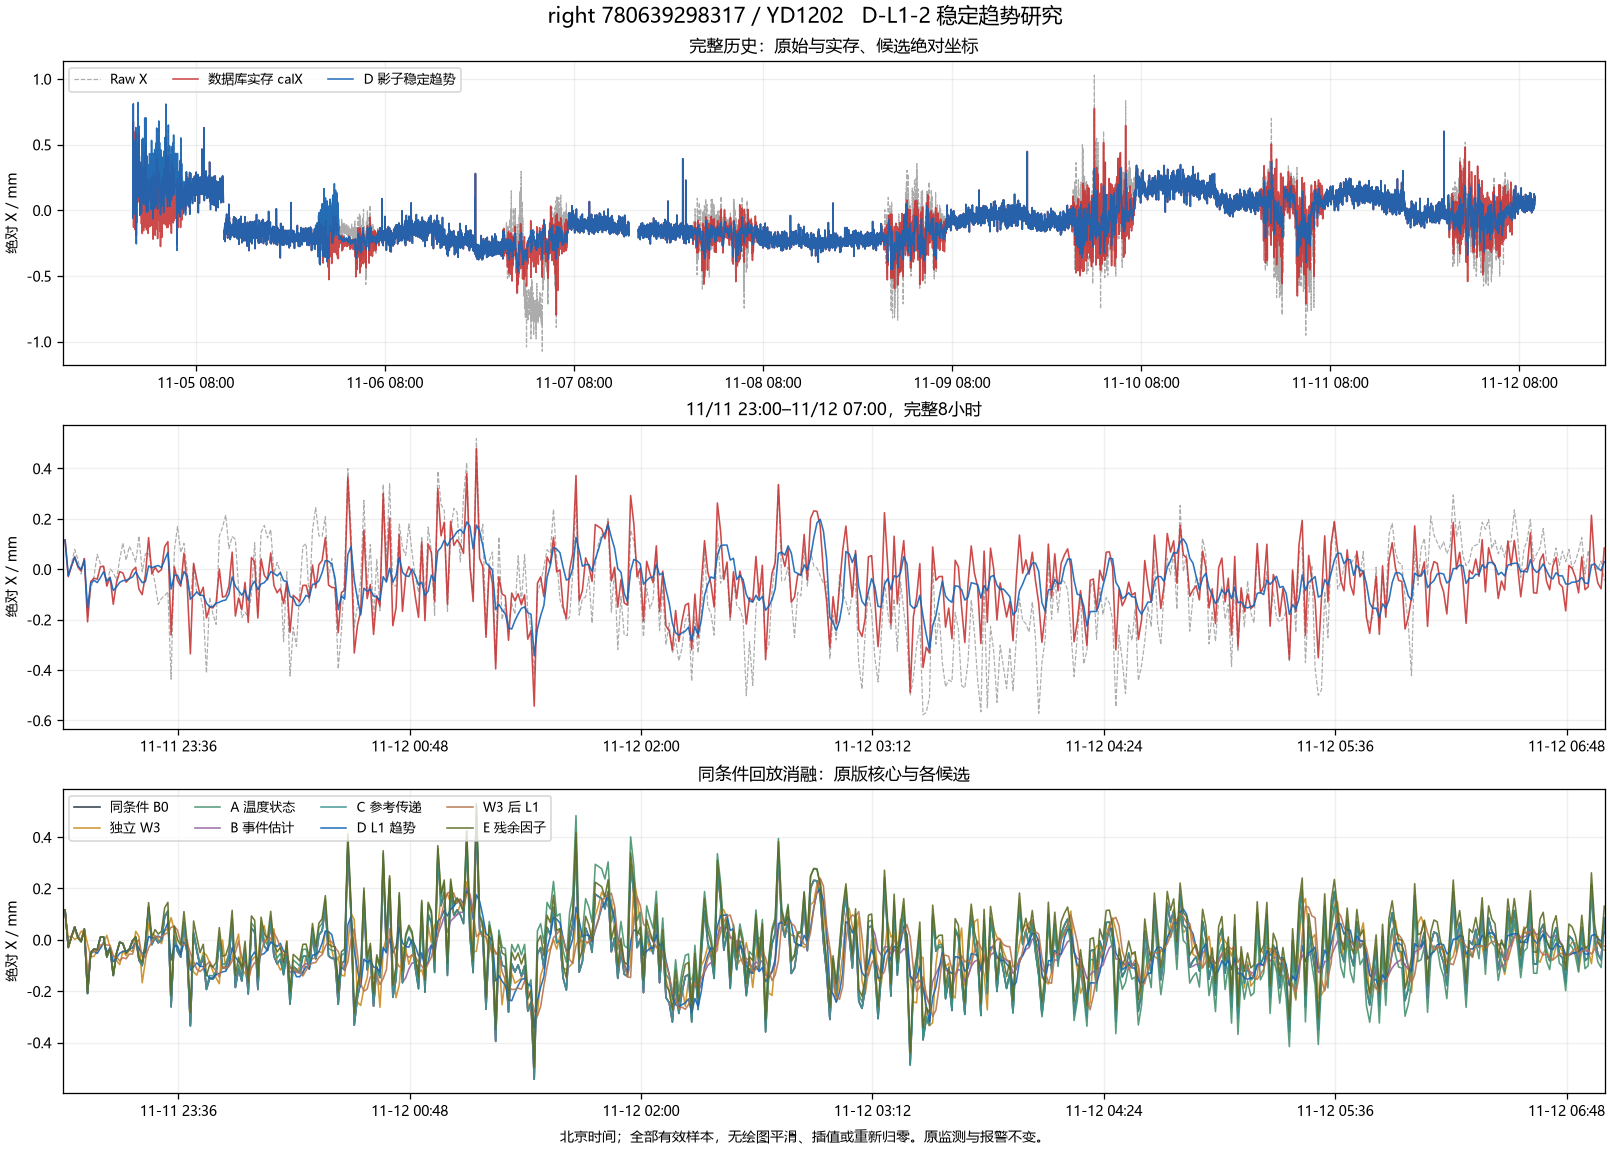 right 780639298317 / YD1202 D-L1-2 稳定趋势研究
完整历史：原始与实存、候选绝对坐标
Raw X 数据库实存 calX D 影子稳定趋势
绝对 X / mm
1.0
0.5
0.0
-0.5
-1.0
11-05 08:00 11-06 08:00 11-07 08:00 11-08 08:00 11-09 08:00 11-10 08:00 11-11 08:00 11-12 08:00
11/11 23:00–11/12 07:00，完整8小时
绝对 X / mm
0.4
0.2
0.0
-0.2
-0.4
-0.6
11-11 23:36 11-12 00:48 11-12 02:00 11-12 03:12 11-12 04:24 11-12 05:36 11-12 06:48
同条件回放消融：原版核心与各候选
同条件 B0 A 温度状态 C 参考传递 W3 后 L1
独立 W3 B 事件估计 D L1 趋势 E 残余因子
绝对 X / mm
0.4
0.2
0.0
-0.2
-0.4
11-11 23:36 11-12 00:48 11-12 02:00 11-12 03:12 11-12 04:24 11-12 05:36 11-12 06:48
北京时间；全部有效样本，无绘图平滑、插值或重新归零。原监测与报警不变。